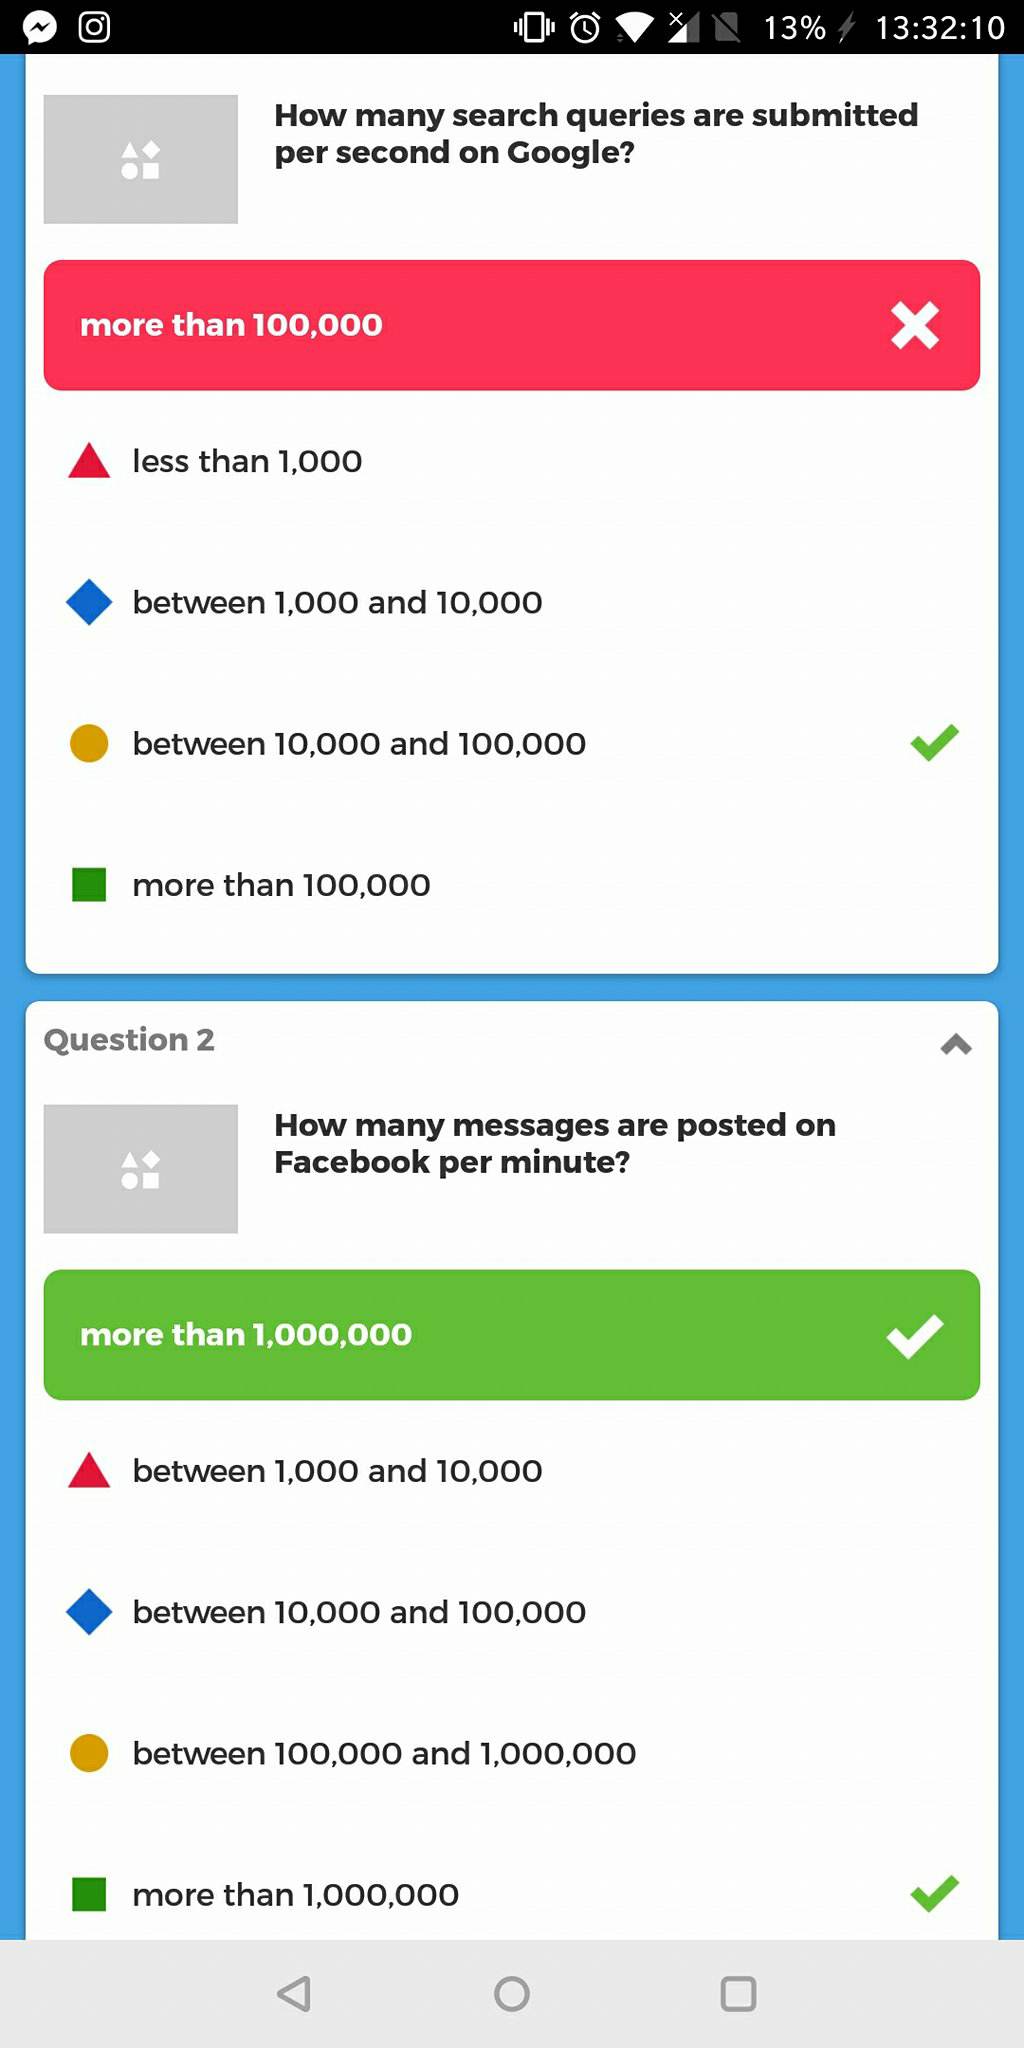 13% 13:32:10
How many search queries are submitted
per second on Google?
more than 100,000
less than 1,000
between 1,000 and 10,000
between 10,000 and 100,000
more than 100,000
Question 2
How many messages are posted on
Facebook per minute?
more than 1,000,000
between 1,000 and 10,000
between 10,000 and 100,000
between 100,000 and 1,000,000
more than 1,000,000